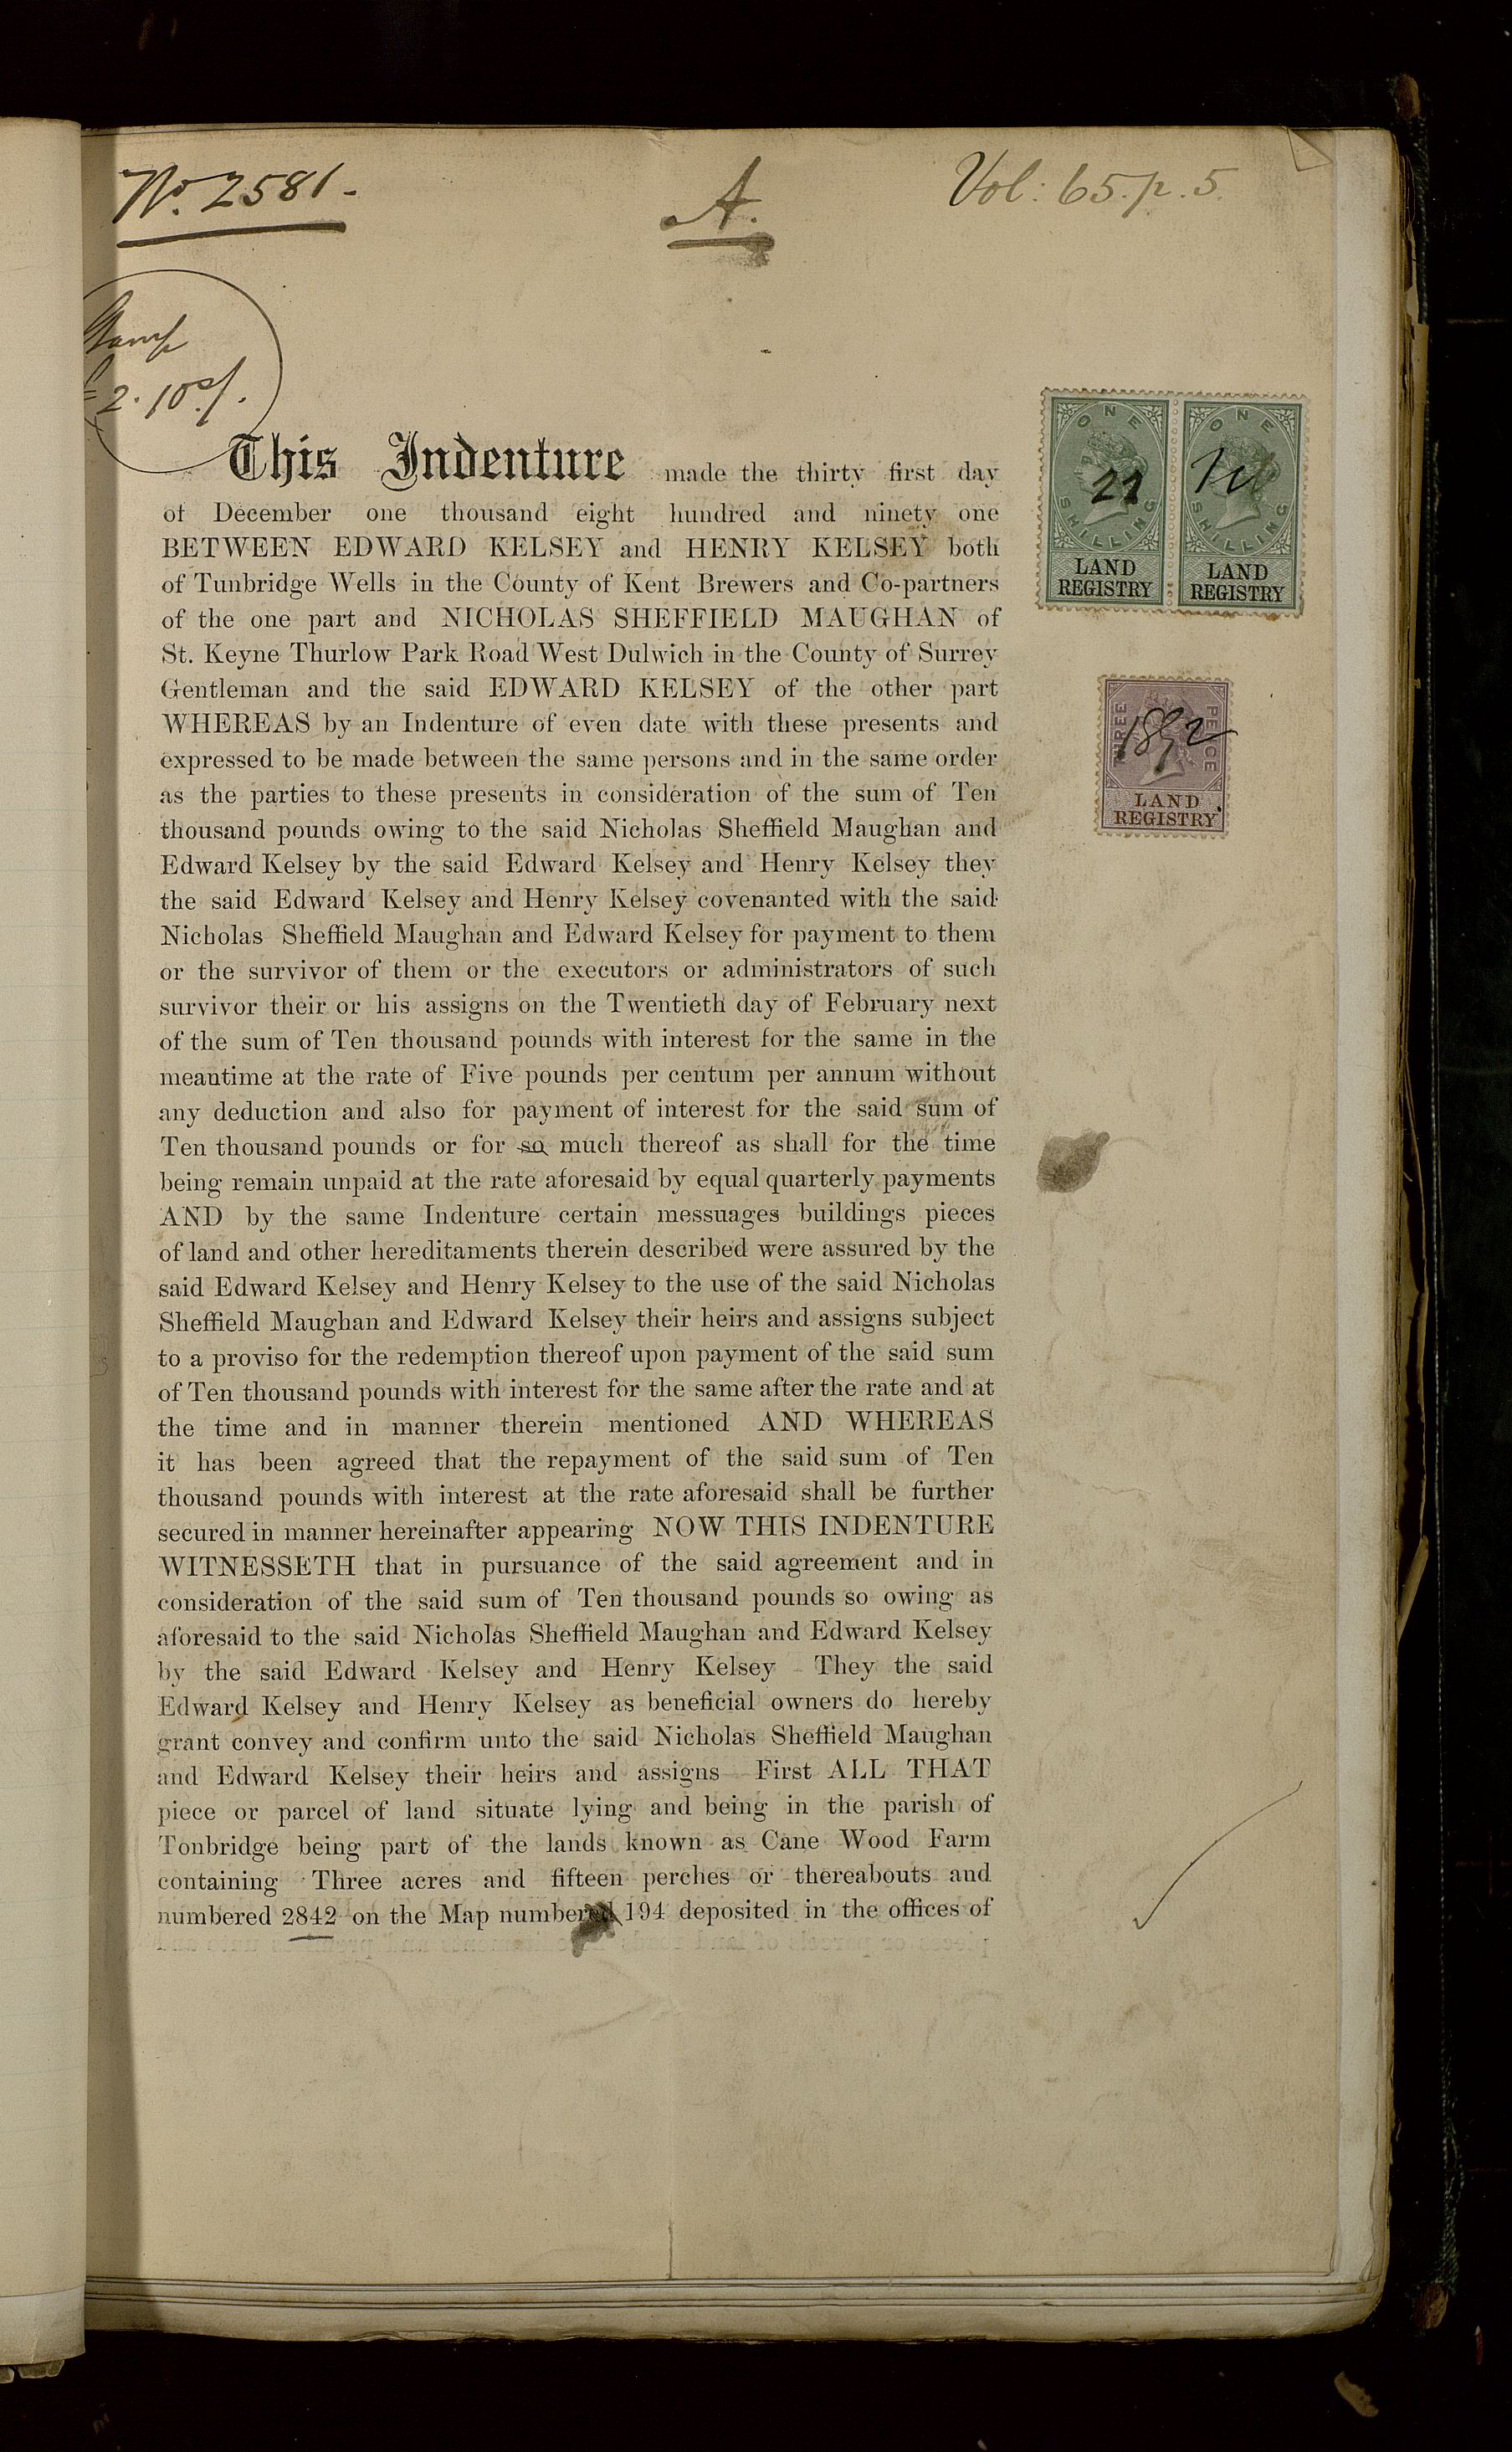 No. 2581-
A.
Vol: 65. p. 5.
Stamp
£2. 10s/.
This Indenture made the thirty first day
of December one thousand eight hundred and ninety one
BETWEEN EDWARD KELSEY and HENRY KELSEY both
of Tunbridge Wells in the County of Kent Brewers and Co-partners
of the one part and NICHOLAS SHEFFIELD MAUGHAN of
St. Keyne Thurlow Park Road West Dulwich in the County of Surrey
Gentleman and the said EDWARD KELSEY of the other part
WHEREAS by an Indenture of even date with these presents and
expressed to be made between the same persons and in the same order
as the parties to these presents in consideration of the sum of Ten
thousand pounds owing to the said Nicholas Sheffield Maughan and
Edward Kelsey by the said Edward Kelsey and Henry Kelsey they
the said Edward Kelsey and Henry Kelsey covenanted with the said
Nicholas Sheffield Maughan and Edward Kelsey for payment to them
or the survivor of them or the executors or administrators of such
survivor their or his assigns on the Twentieth day of February next
of the sum of Ten thousand pounds with interest for the same in the
meantime at the rate of Five pounds per centum per annum without
any deduction and also for payment of interest for the said sum of
Ten thousand pounds or for so much thereof as shall for the time
being remain unpaid at the rate aforesaid by equal quarterly payments
AND by the same Indenture certain messuages buildings pieces
of land and other hereditaments therein described were assured by the
said Edward Kelsey and Henry Kelsey to the use of the said Nicholas
Sheffield Maughan and Edward Kelsey their heirs and assigns subject
to a proviso for the redemption thereof upon payment of the said sum
of Ten thousand pounds with interest for the same after the rate and at
the time and in manner therein mentioned AND WHEREAS
it has been agreed that the repayment of the said sum of Ten
thousand pounds with interest at the rate aforesaid shall be further
secured in manner hereinafter appearing NOW THIS INDENTURE
WITNESSETH that in pursuance of the said agreement and in
consideration of the said sum of Ten thousand pounds so owing as
aforesaid to the said Nicholas Sheffield Maughan and Edward Kelsey
by the said Edward Kelsey and Henry Kelsey They the said
Edward Kelsey and Henry Kelsey as beneficial owners do hereby
grant convey and confirm unto the said Nicholas Sheffield Maughan
and Edward Kelsey their heirs and assigns First ALL THAT
piece or parcel of land situate lying and being in the parish of
Tonbridge being part of the lands known as Cane Wood Farm
containing Three acres and fifteen perches or thereabouts and
numbered 2842 on the Map numbered 194 deposited in the offices of
ONE SHILLING
21
LAND
REGISTRY
ONE SHILLING
LAND
REGISTRY
THREE PENCE
1892
LAND
REGISTRY